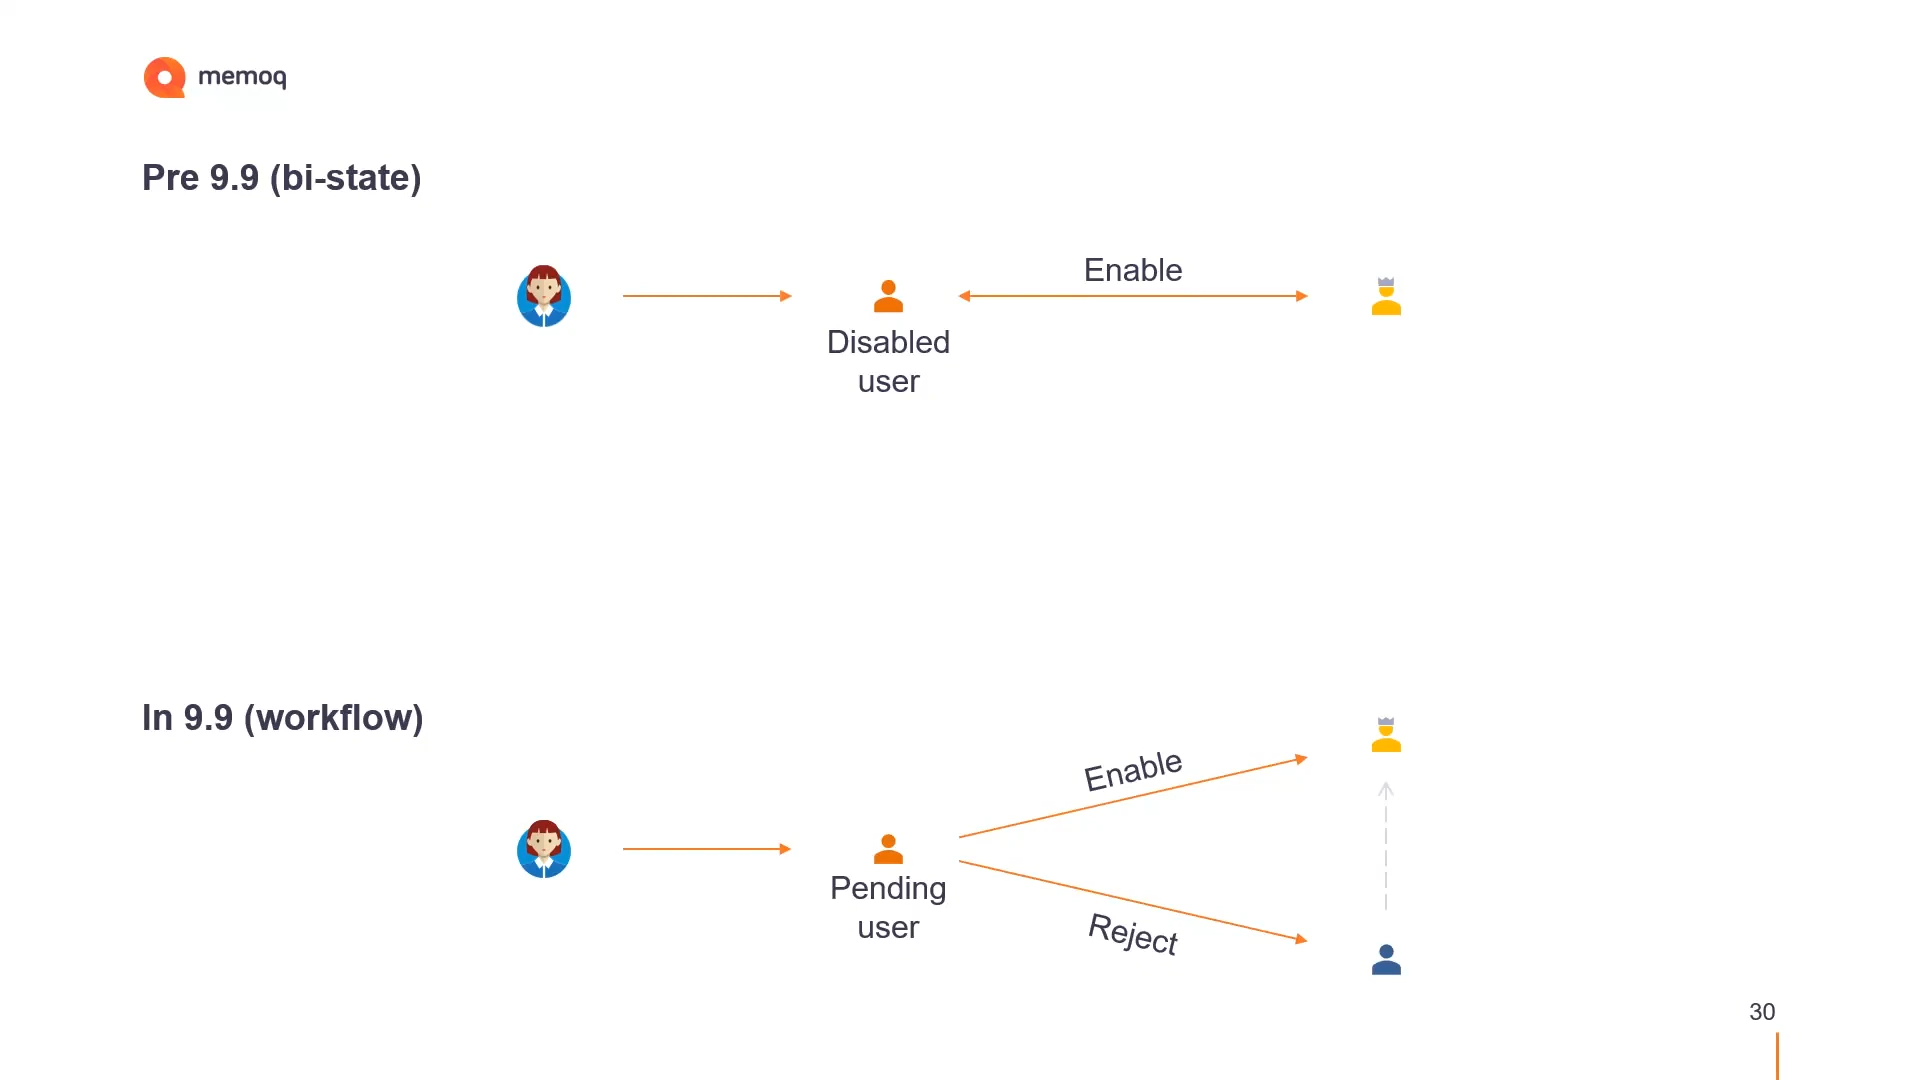 memoq
Pre 9.9 (bi-state)
Enable
Disabled
user
In 9.9 (workflow)
Enable
Pending
user
Reject
30